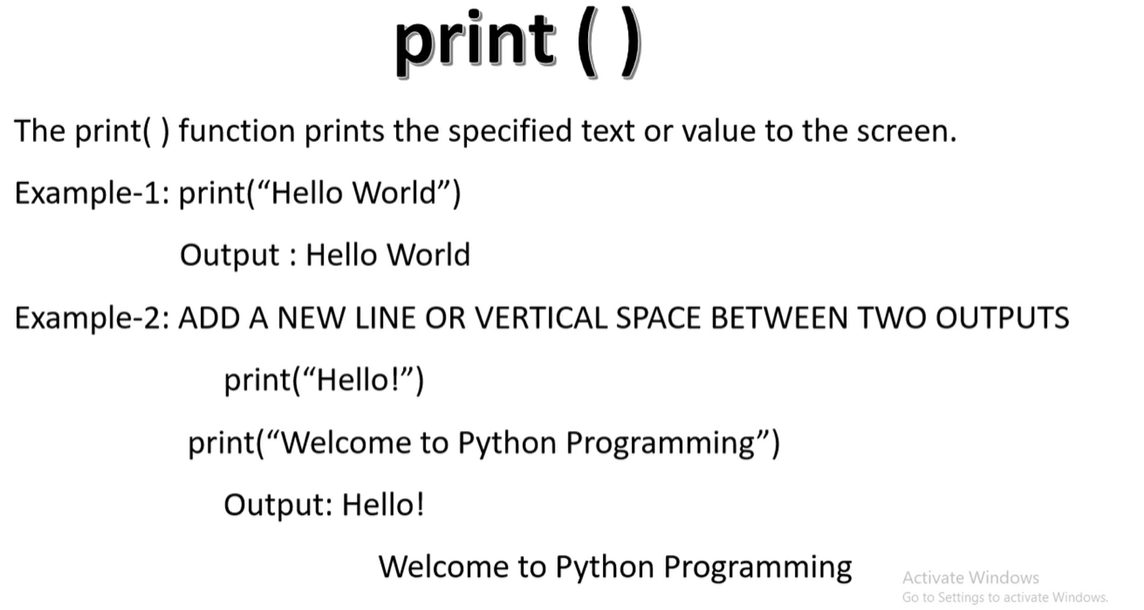 print ( )
The print( ) function prints the specified text or value to the screen.
Example-1: print(“Hello World”)
Output : Hello World
Example-2: ADD A NEW LINE OR VERTICAL SPACE BETWEEN TWO OUTPUTS
print(“Hello!”)
print(“Welcome to Python Programming”)
Output: Hello!
Welcome to Python Programming
Activate Windows
Go to Settings to activate Windows.